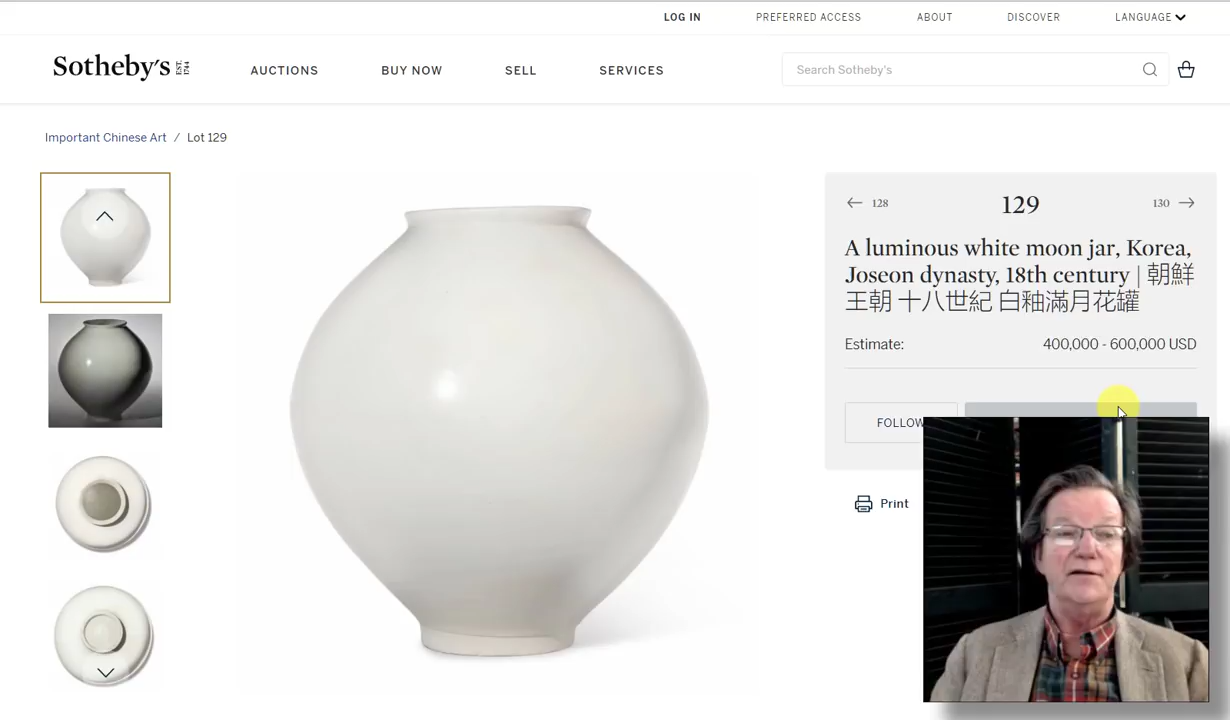 LOG IN PREFERRED ACCESS ABOUT DISCOVER LANGUAGE
Sotheby's EST. 1744 AUCTIONS BUY NOW SELL SERVICES Search Sotheby's
Important Chinese Art / Lot 129
128 129 130
A luminous white moon jar, Korea,
Joseon dynasty, 18th century | 朝鮮
王朝 十八世紀 白釉滿月花罐
Estimate: 400,000 - 600,000 USD
FOLLOW
Print